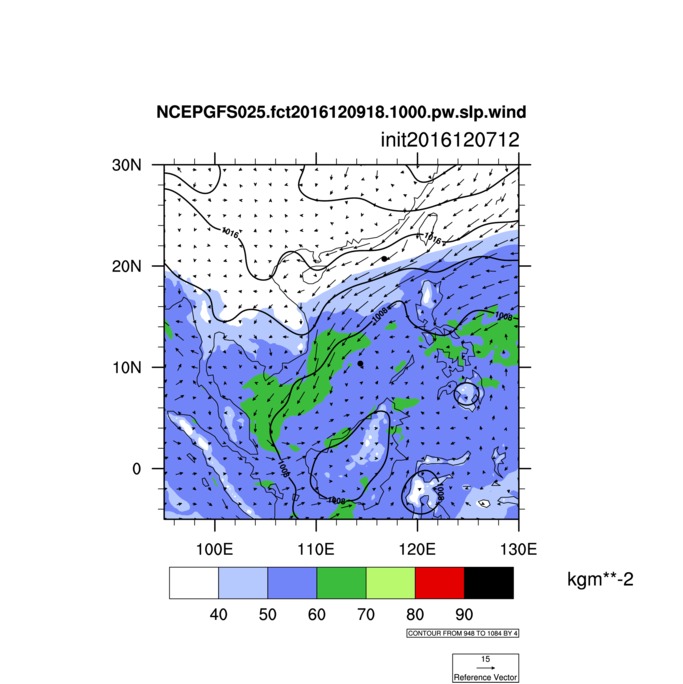 NCEPGFS025.fct2016120918.1000.pw.slp.wind
init2016120712
30N
1016
1016
20N
1008
1008
10N
1008
0
1008
1008
100E 110E 120E 130E
kgm**-2
40 50 60 70 80 90
CONTOUR FROM 948 TO 1084 BY 4
15
Reference Vector